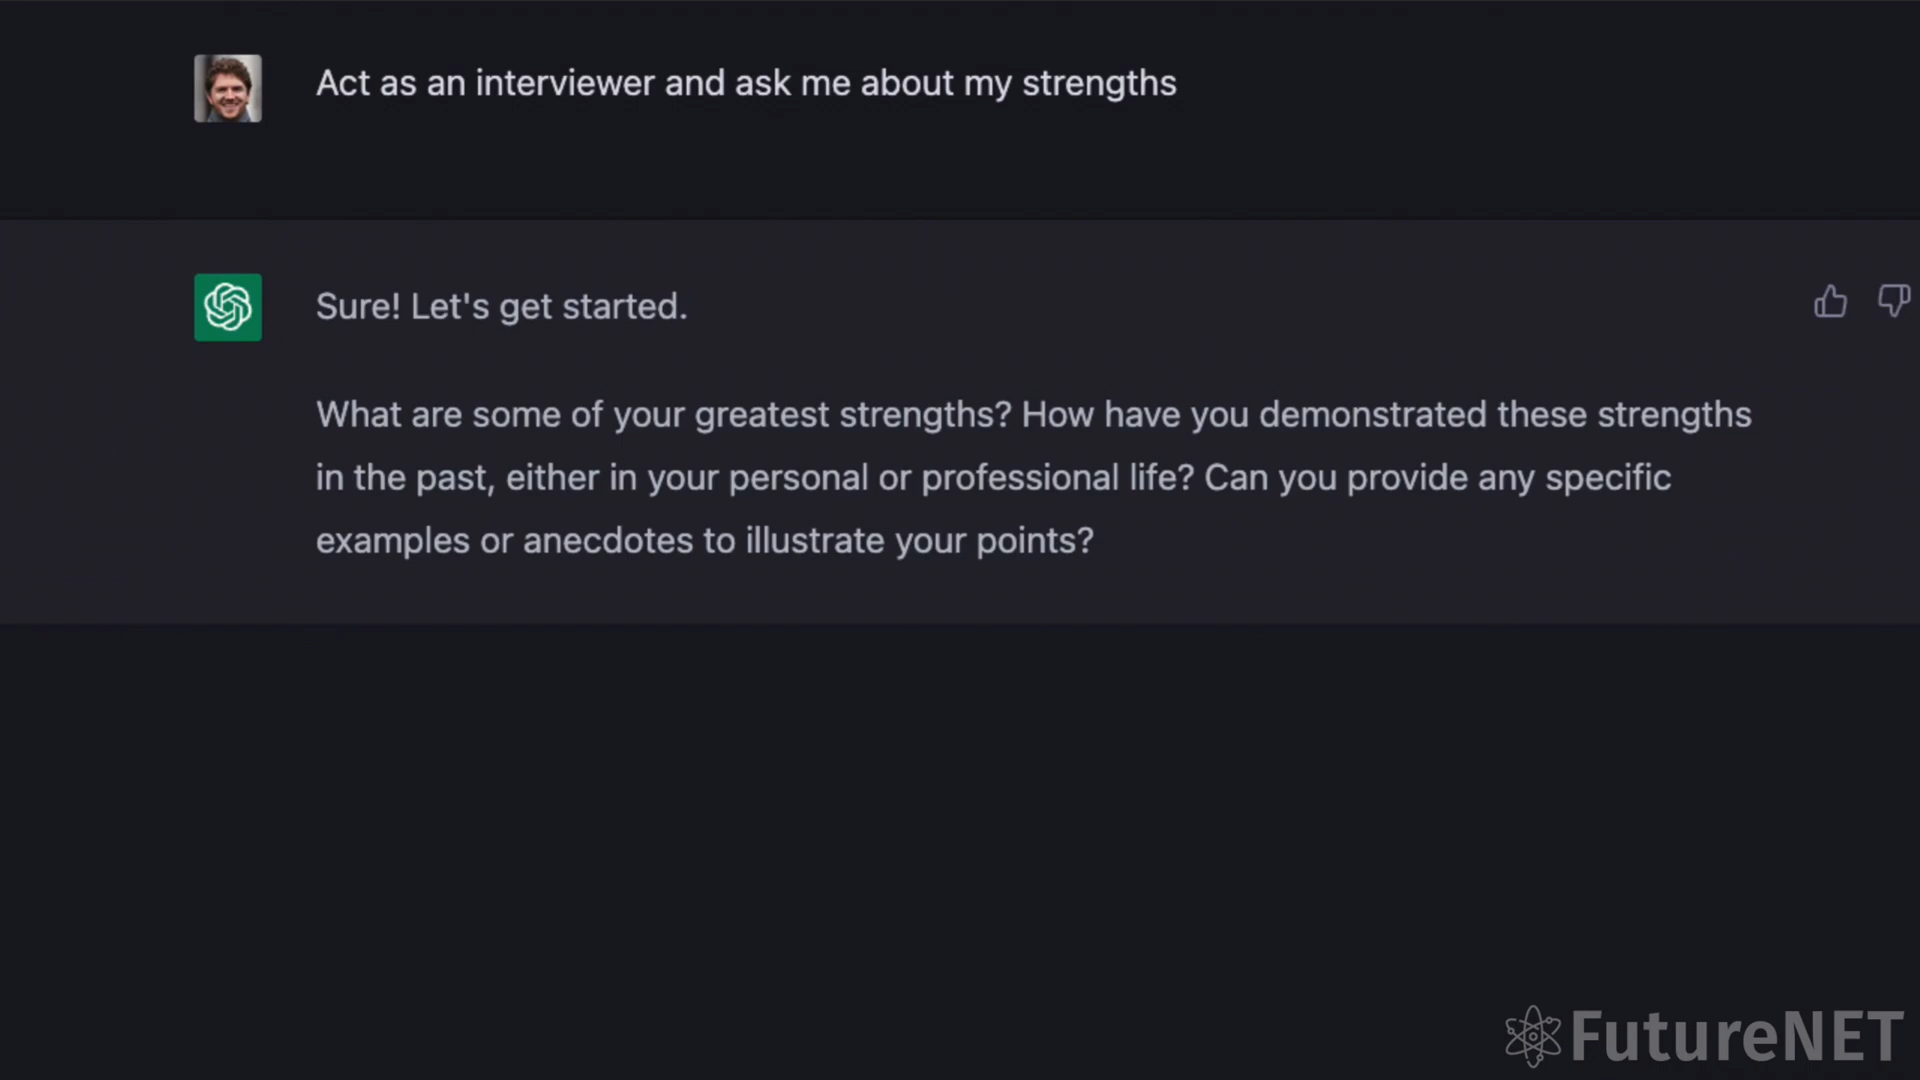 Act as an interviewer and ask me about my strengths
Sure! Let's get started.
What are some of your greatest strengths? How have you demonstrated these strengths
in the past, either in your personal or professional life? Can you provide any specific
examples or anecdotes to illustrate your points?
FutureNET